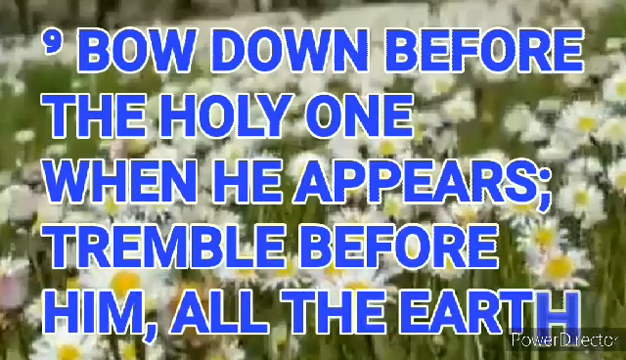 ⁹ BOW DOWN BEFORE
THE HOLY ONE
WHEN HE APPEARS;
TREMBLE BEFORE
HIM, ALL THE EARTH
PowerDirector